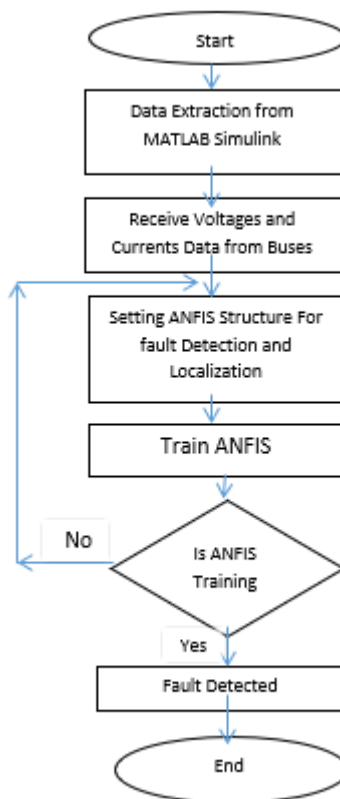 Start
Data Extraction from
MATLAB Simulink
Receive Voltages and
Currents Data from Buses
Setting ANFIS Structure For
fault Detection and
Localization
Train ANFIS
Is ANFIS
Training
No
Yes
Fault Detected
End